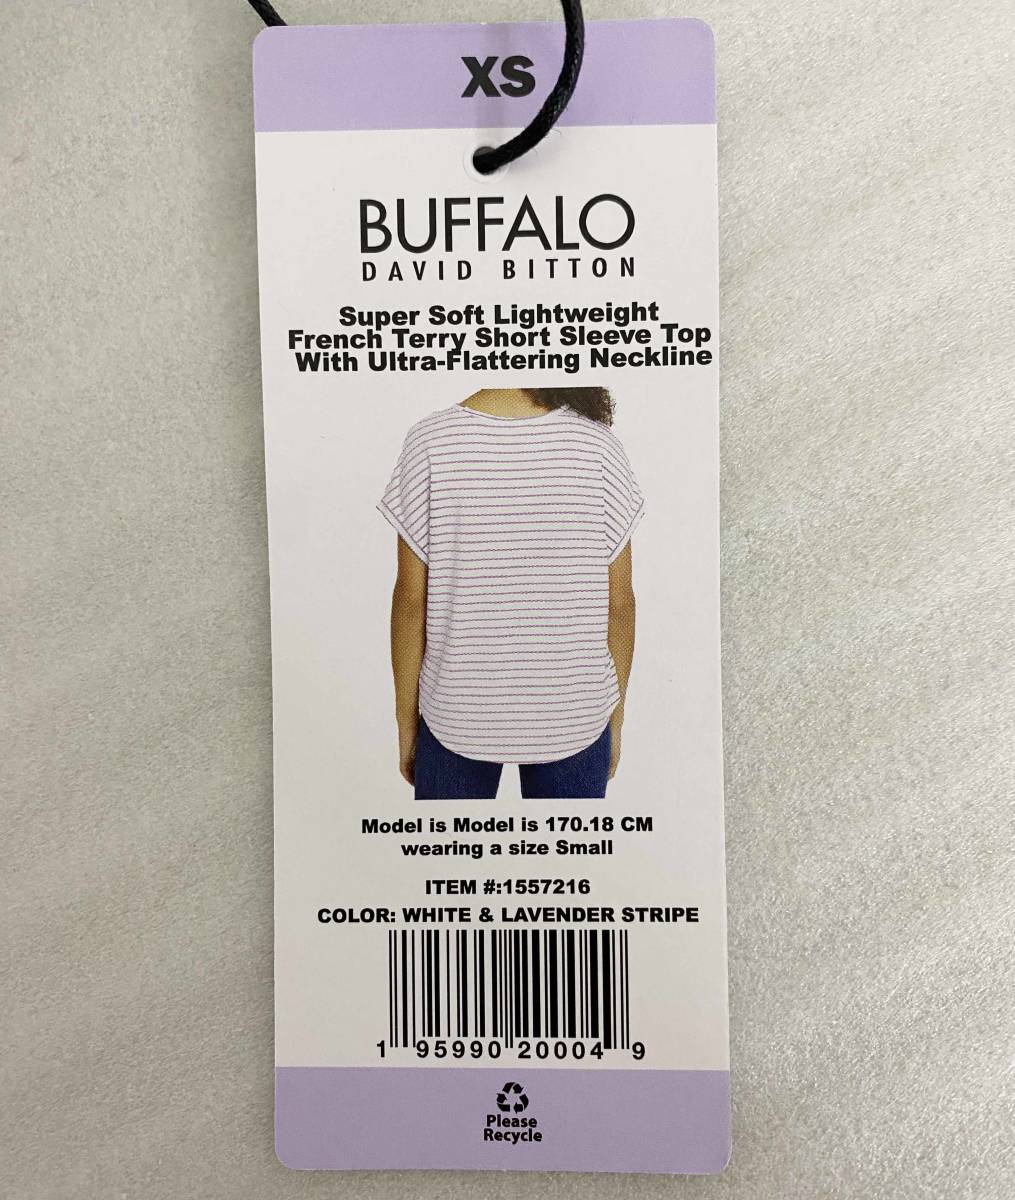 XS
BUFFALO
DAVID BITTON
Super Soft Lightweight
French Terry Short Sleeve Top
With Ultra-Flattering Neckline
Model is Model is 170.18 CM
wearing a size Small
ITEM #:1557216
COLOR: WHITE & LAVENDER STRIPE
1 95990 20004 9
Please
Recycle